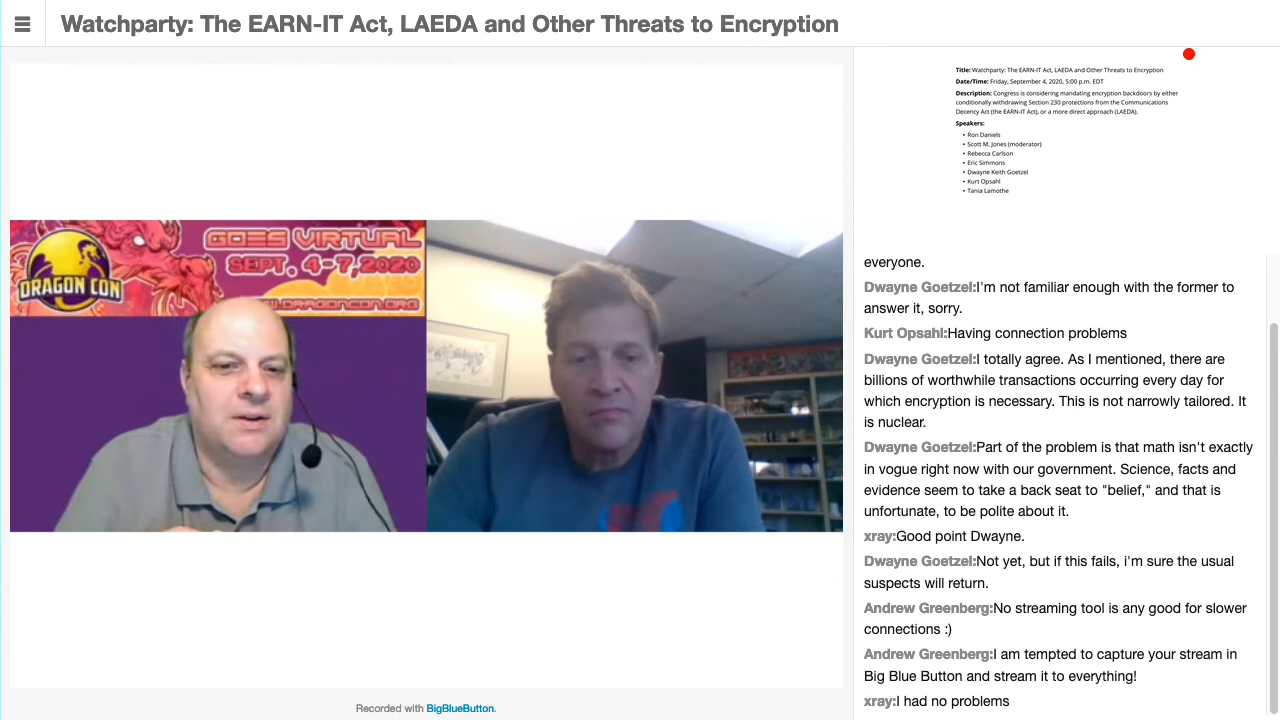 Watchparty: The EARN-IT Act, LAEDA and Other Threats to Encryption
GOES VIRTUAL
SEPT. 4-7, 2020
DRAGON CON
WWW.DRAGONCON.ORG
Recorded with BigBlueButton.
Title: Watchparty: The EARN-IT Act, LAEDA and Other Threats to Encryption
Date/Time: Friday, September 4, 2020, 5:00 p.m. EDT
Description: Congress is considering mandating encryption backdoors by either
conditionally withdrawing Section 230 protections from the Communications
Decency Act (the EARN-IT Act), or a more direct approach (LAEDA).
Speakers:
• Ron Daniels
• Scott M. Jones (moderator)
• Rebecca Carlson
• Eric Simmons
• Dwayne Keith Goetzel
• Kurt Opsahl
• Tania Lamothe
everyone.
Dwayne Goetzel:I'm not familiar enough with the former to
answer it, sorry.
Kurt Opsahl:Having connection problems
Dwayne Goetzel:I totally agree. As I mentioned, there are
billions of worthwhile transactions occurring every day for
which encryption is necessary. This is not narrowly tailored. It
is nuclear.
Dwayne Goetzel:Part of the problem is that math isn't exactly
in vogue right now with our government. Science, facts and
evidence seem to take a back seat to "belief," and that is
unfortunate, to be polite about it.
xray:Good point Dwayne.
Dwayne Goetzel:Not yet, but if this fails, i'm sure the usual
suspects will return.
Andrew Greenberg:No streaming tool is any good for slower
connections :)
Andrew Greenberg:I am tempted to capture your stream in
Big Blue Button and stream it to everything!
xray:I had no problems